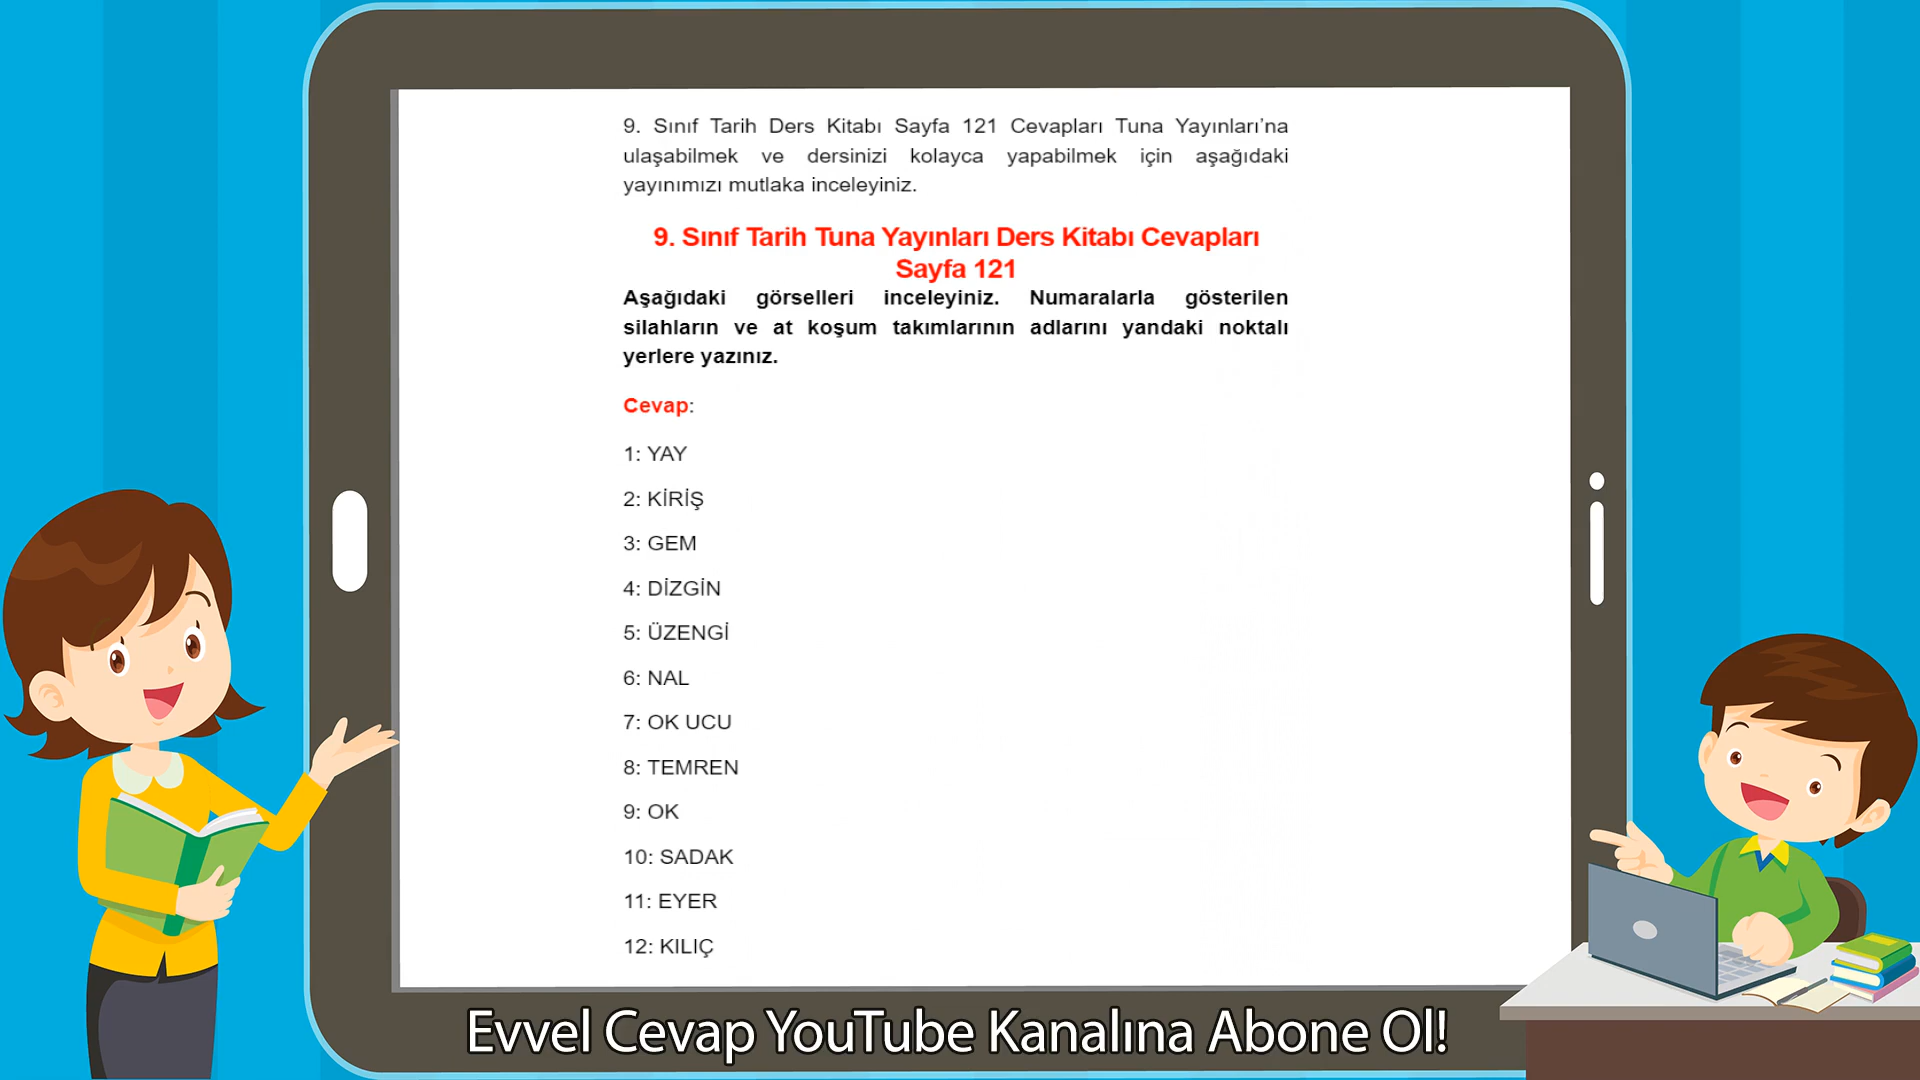 9. Sınıf Tarih Ders Kitabı Sayfa 121 Cevapları Tuna Yayınları’na
ulaşabilmek ve dersinizi kolayca yapabilmek için aşağıdaki
yayınımızı mutlaka inceleyiniz.
9. Sınıf Tarih Tuna Yayınları Ders Kitabı Cevapları
Sayfa 121
Aşağıdaki görselleri inceleyiniz. Numaralarla gösterilen
silahların ve at koşum takımlarının adlarını yandaki noktalı
yerlere yazınız.
Cevap:
1: YAY
2: KİRİŞ
3: GEM
4: DİZGİN
5: ÜZENGİ
6: NAL
7: OK UCU
8: TEMREN
9: OK
10: SADAK
11: EYER
12: KILIÇ
Evvel Cevap YouTube Kanalına Abone Ol!